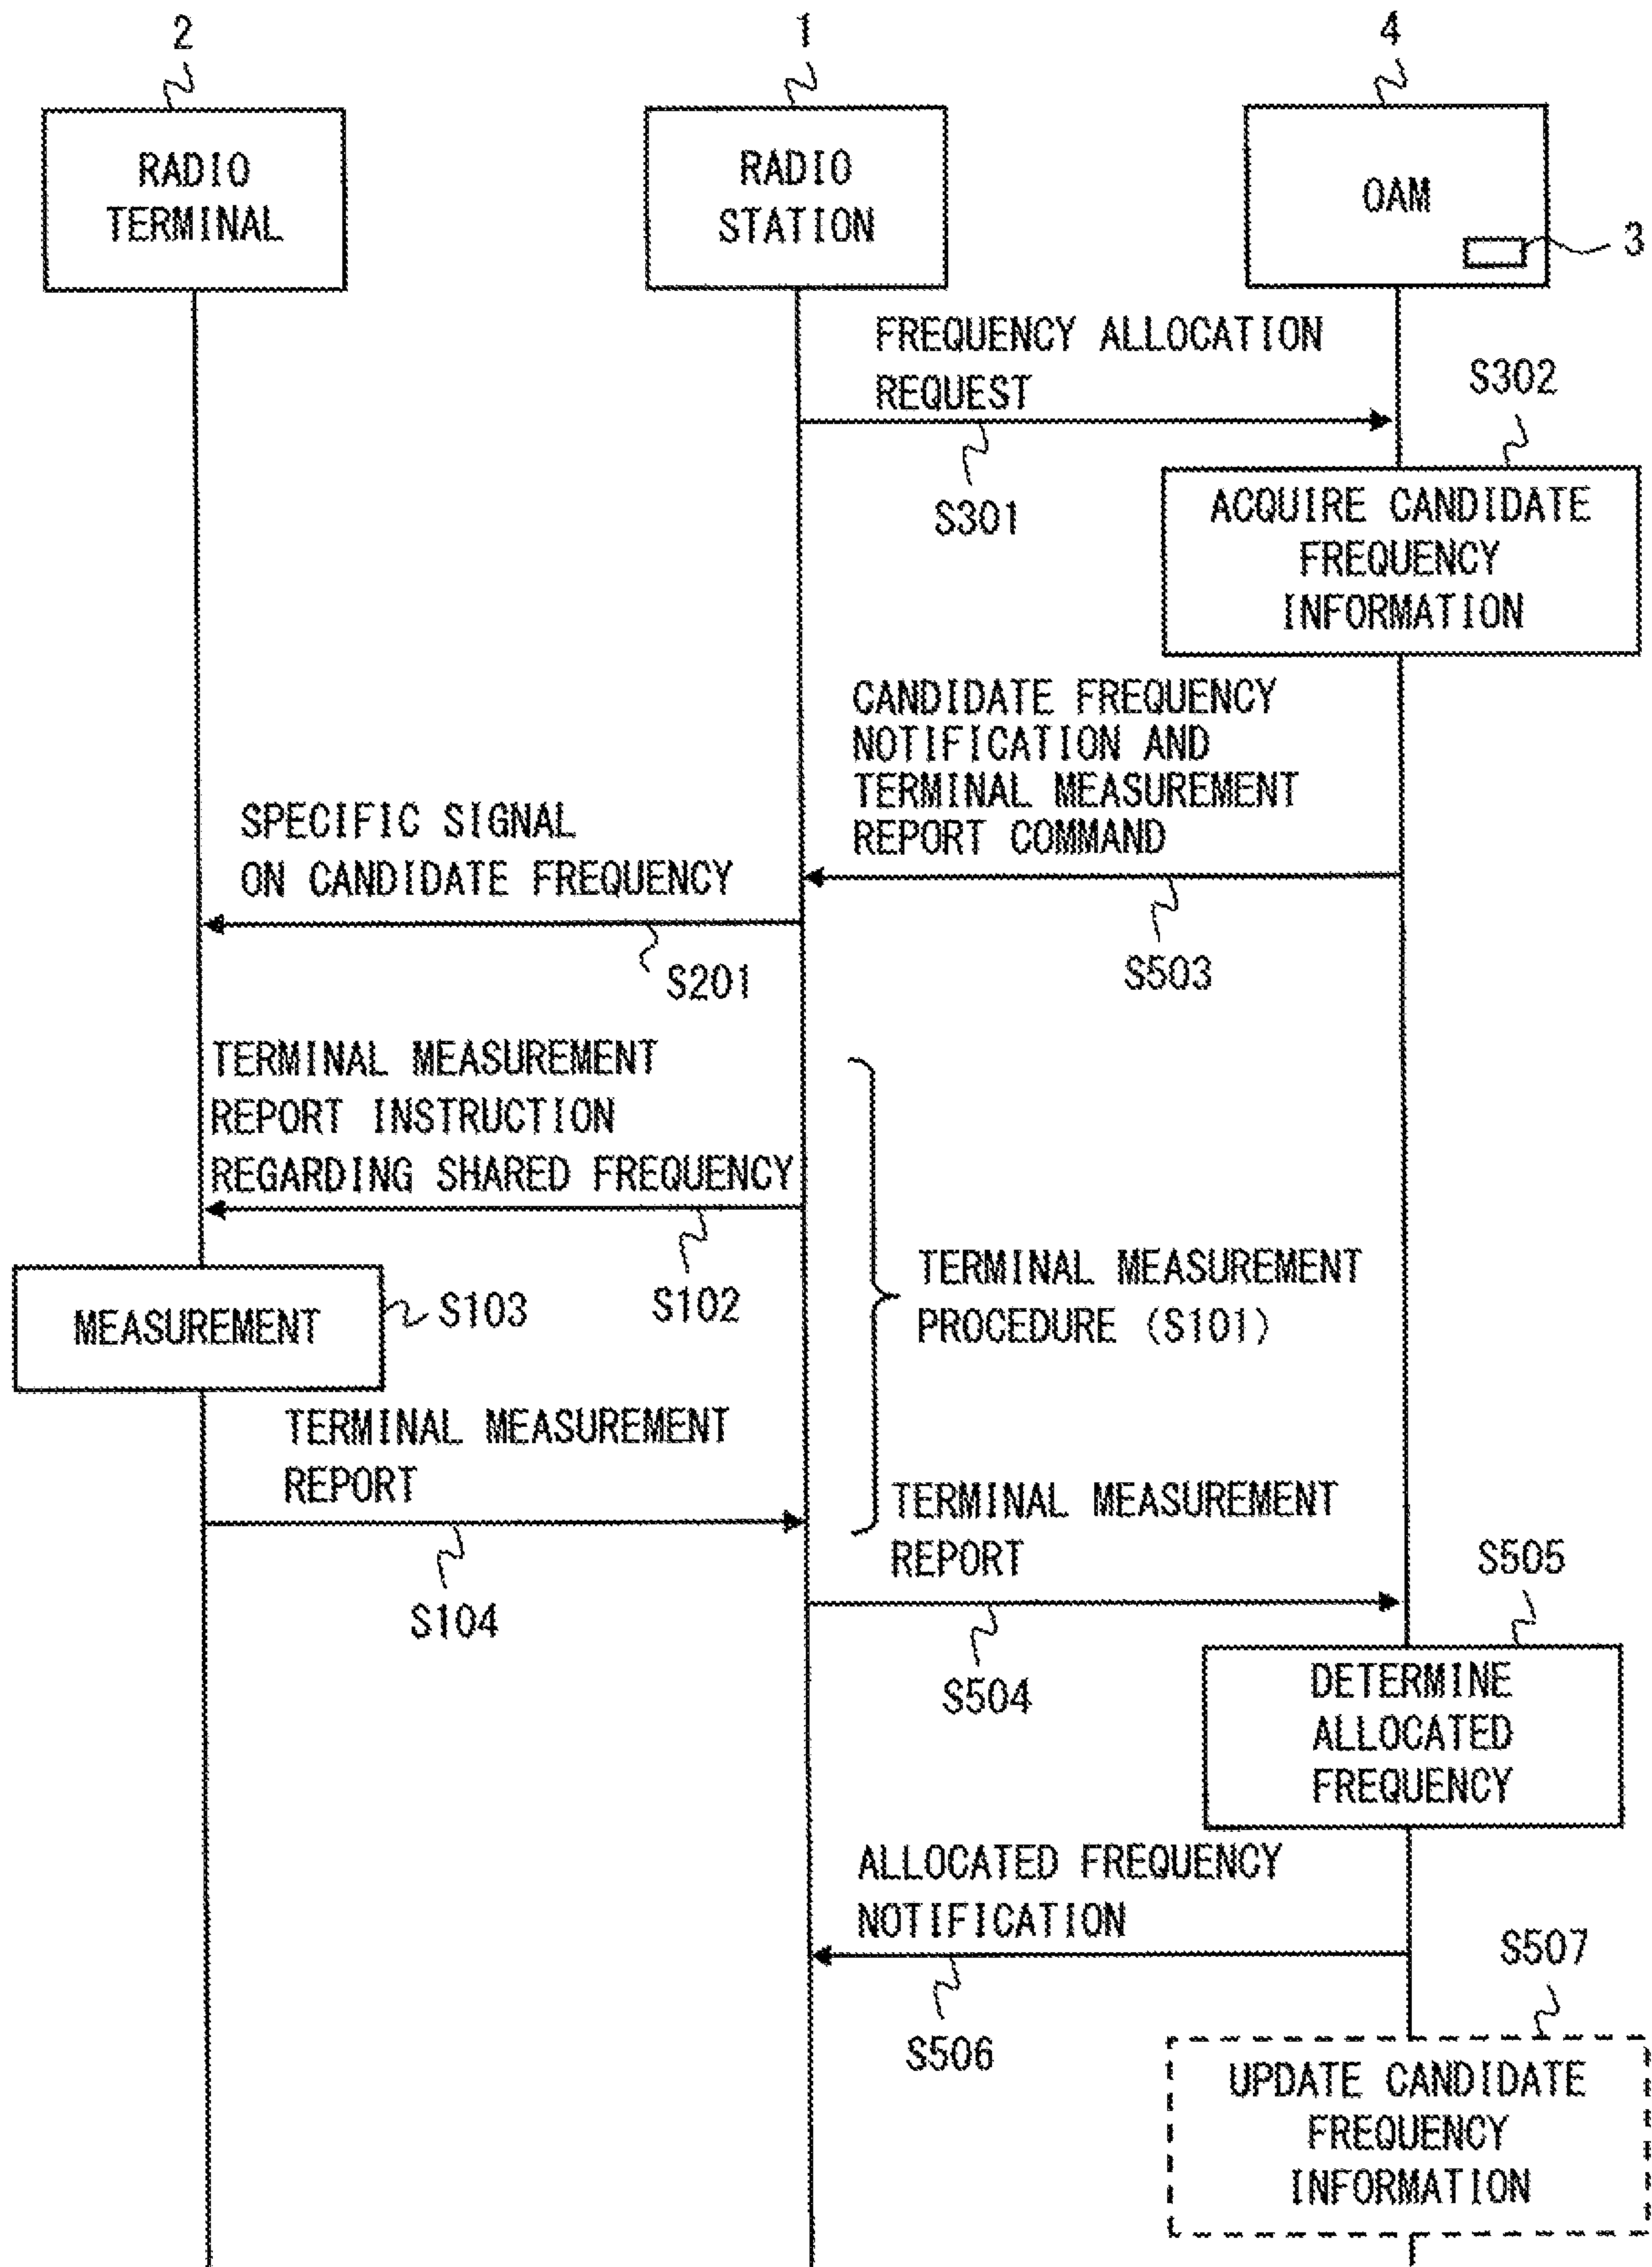 2
1
4
RADIO
TERMINAL
RADIO
STATION
OAM
3
FREQUENCY ALLOCATION
REQUEST
S301
S302
ACQUIRE CANDIDATE
FREQUENCY
INFORMATION
CANDIDATE FREQUENCY
NOTIFICATION AND
TERMINAL MEASUREMENT
REPORT COMMAND
S503
SPECIFIC SIGNAL
ON CANDIDATE FREQUENCY
S201
TERMINAL MEASUREMENT
REPORT INSTRUCTION
REGARDING SHARED FREQUENCY
S102
MEASUREMENT
S103
TERMINAL MEASUREMENT
PROCEDURE (S101)
TERMINAL MEASUREMENT
REPORT
S104
TERMINAL MEASUREMENT
REPORT
S504
S505
DETERMINE
ALLOCATED
FREQUENCY
ALLOCATED FREQUENCY
NOTIFICATION
S506
S507
UPDATE CANDIDATE
FREQUENCY
INFORMATION